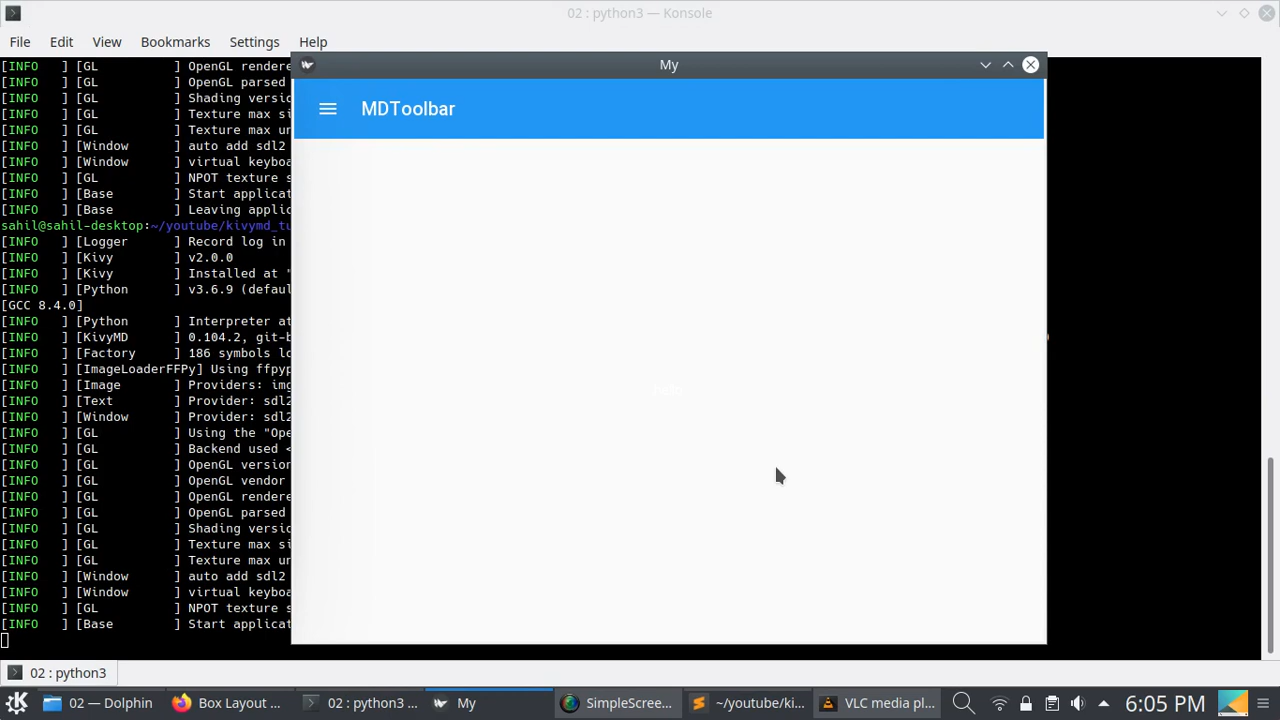 02 : python3 — Konsole
File Edit View Bookmarks Settings Help
My
MDToolbar
hello
[INFO ] [GL ] OpenGL rendere
[INFO ] [GL ] OpenGL parsed
[INFO ] [GL ] Shading versio
[INFO ] [GL ] Texture max si
[INFO ] [GL ] Texture max un
[INFO ] [Window ] auto add sdl2
[INFO ] [Window ] virtual keyboa
[INFO ] [GL ] NPOT texture s
[INFO ] [Base ] Start applicat
[INFO ] [Base ] Leaving applic
sahil@sahil-desktop:~/youtube/kivymd_tu
[INFO ] [Logger ] Record log in
[INFO ] [Kivy ] v2.0.0
[INFO ] [Kivy ] Installed at "
[INFO ] [Python ] v3.6.9 (defau
[GCC 8.4.0]
[INFO ] [Python ] Interpreter at
[INFO ] [KivyMD ] 0.104.2, git-b
[INFO ] [Factory ] 186 symbols lo
[INFO ] [ImageLoaderFFPy] Using ffpyp
[INFO ] [Image ] Providers: img
[INFO ] [Text ] Provider: sdl2
[INFO ] [Window ] Provider: sdl2
[INFO ] [GL ] Using the "Ope
[INFO ] [GL ] Backend used <
[INFO ] [GL ] OpenGL version
[INFO ] [GL ] OpenGL vendor
[INFO ] [GL ] OpenGL rendere
[INFO ] [GL ] OpenGL parsed
[INFO ] [GL ] Shading versio
[INFO ] [GL ] Texture max si
[INFO ] [GL ] Texture max un
[INFO ] [Window ] auto add sdl2
[INFO ] [Window ] virtual keyboa
[INFO ] [GL ] NPOT texture s
[INFO ] [Base ] Start applicat
02 : python3
02 — Dolphin Box Layout ... 02 : python3 ... My SimpleScree... ~/youtube/ki... VLC media pl... 6:05 PM